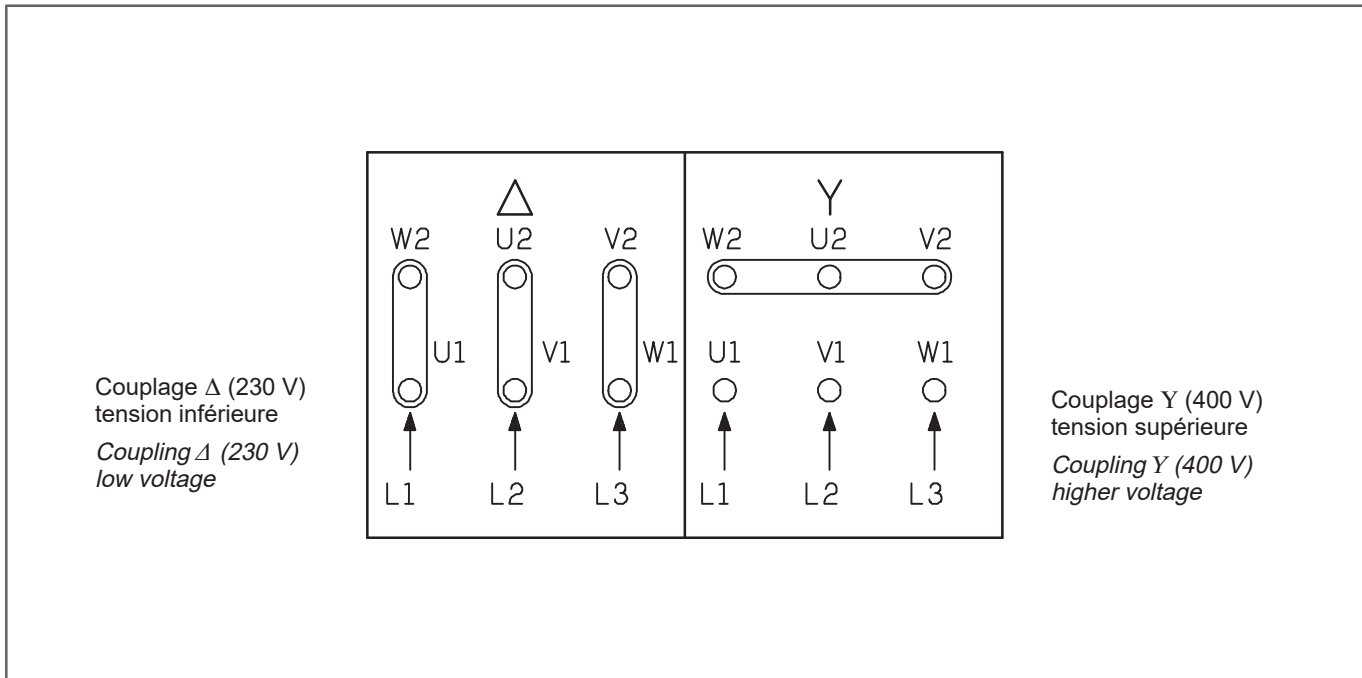 Couplage Δ (230 V)
tension inférieure
Coupling Δ (230 V)
low voltage
Δ
W2 U2 V2
U1 V1 W1
L1 L2 L3
Y
W2 U2 V2
U1 V1 W1
L1 L2 L3
Couplage Y (400 V)
tension supérieure
Coupling Y (400 V)
higher voltage